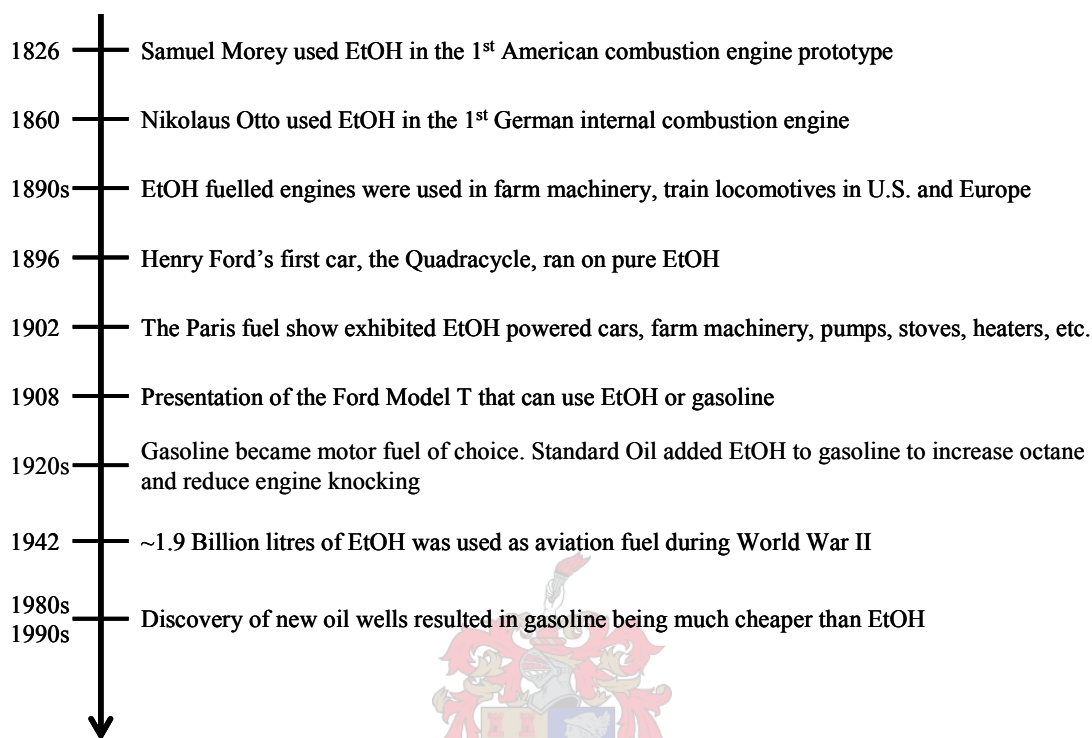 1826 Samuel Morey used EtOH in the 1st American combustion engine prototype
1860 Nikolaus Otto used EtOH in the 1st German internal combustion engine
1890s EtOH fuelled engines were used in farm machinery, train locomotives in U.S. and Europe
1896 Henry Ford’s first car, the Quadracycle, ran on pure EtOH
1902 The Paris fuel show exhibited EtOH powered cars, farm machinery, pumps, stoves, heaters, etc.
1908 Presentation of the Ford Model T that can use EtOH or gasoline
1920s Gasoline became motor fuel of choice. Standard Oil added EtOH to gasoline to increase octane
and reduce engine knocking
1942 ~1.9 Billion litres of EtOH was used as aviation fuel during World War II
1980s
1990s Discovery of new oil wells resulted in gasoline being much cheaper than EtOH